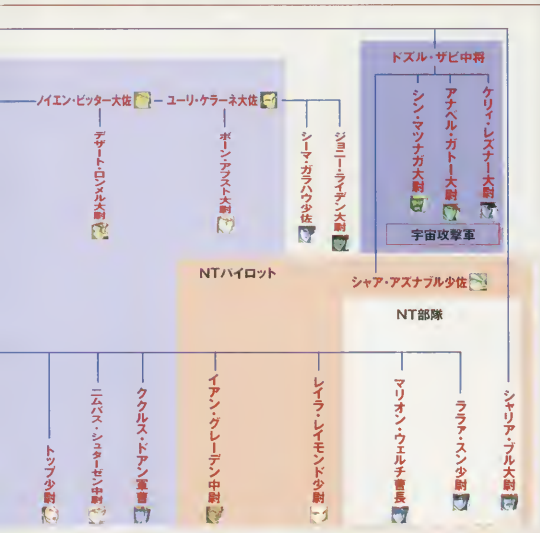 ドズル・ザビ中将
ノイエン・ビッター大佐
ユーリ・ケラーネ大佐
デザート・ロンメル大尉
ボーン・アブスト大尉
シーマ・ガラハウ少佐
ジョニー・ライデン大尉
シン・マツナガ大尉
アナベル・ガトー大尉
ケリィ・レズナー大尉
宇宙攻撃軍
NTパイロット
シャア・アズナブル少佐
NT部隊
トップ少尉
ニムバス・シュターゼン中尉
ククルス・ドアン軍曹
イアン・グレーデン中尉
レイラ・レイモンド少尉
マリオン・ウェルチ曹長
ララァ・スン少尉
シャリア・ブル大尉